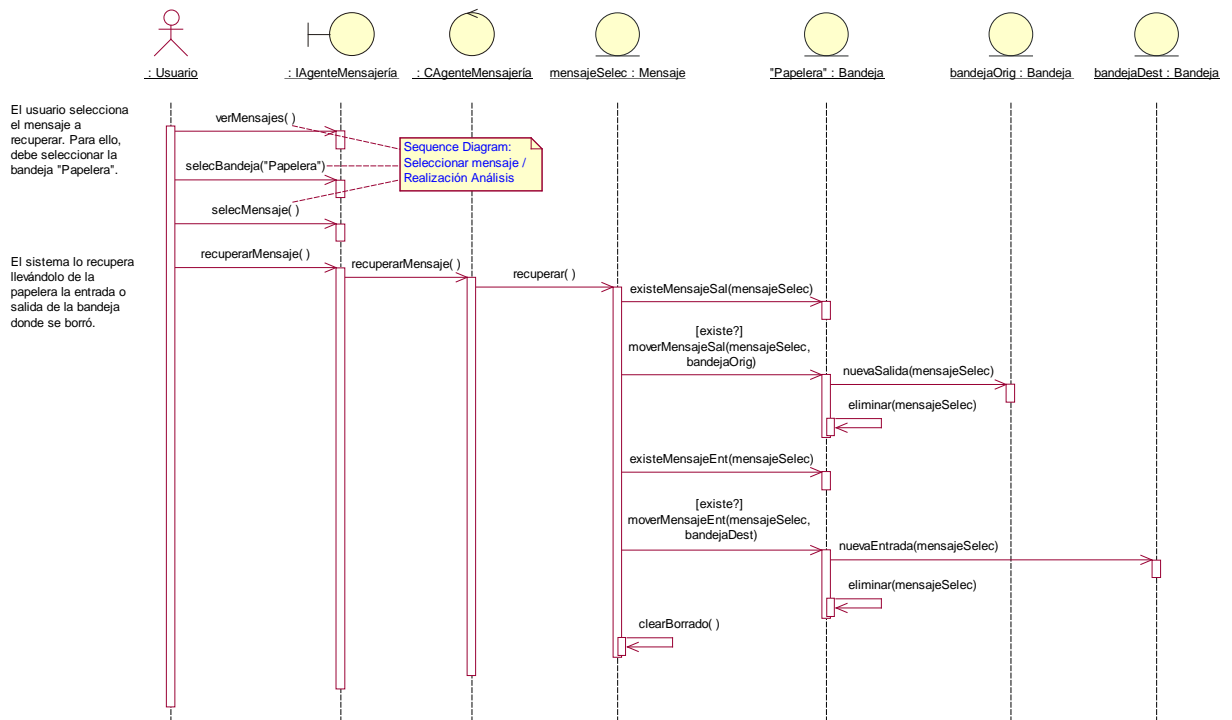 : Usuario
: IAgenteMensajería
: CAgenteMensajería
mensajeSelec : Mensaje
"Papelera" : Bandeja
bandejaOrig : Bandeja
bandejaDest : Bandeja
El usuario selecciona
el mensaje a
recuperar. Para ello,
debe seleccionar la
bandeja "Papelera".
verMensajes( )
Sequence Diagram:
Seleccionar mensaje /
Realización Análisis
selecBandeja("Papelera")
selecMensaje( )
El sistema lo recupera
llevándolo de la
papelera la entrada o
salida de la bandeja
donde se borró.
recuperarMensaje( )
recuperarMensaje( )
recuperar( )
existeMensajeSal(mensajeSelec)
[existe?]
moverMensajeSal(mensajeSelec,
bandejaOrig)
nuevaSalida(mensajeSelec)
eliminar(mensajeSelec)
existeMensajeEnt(mensajeSelec)
[existe?]
moverMensajeEnt(mensajeSelec,
bandejaDest)
nuevaEntrada(mensajeSelec)
eliminar(mensajeSelec)
clearBorrado( )